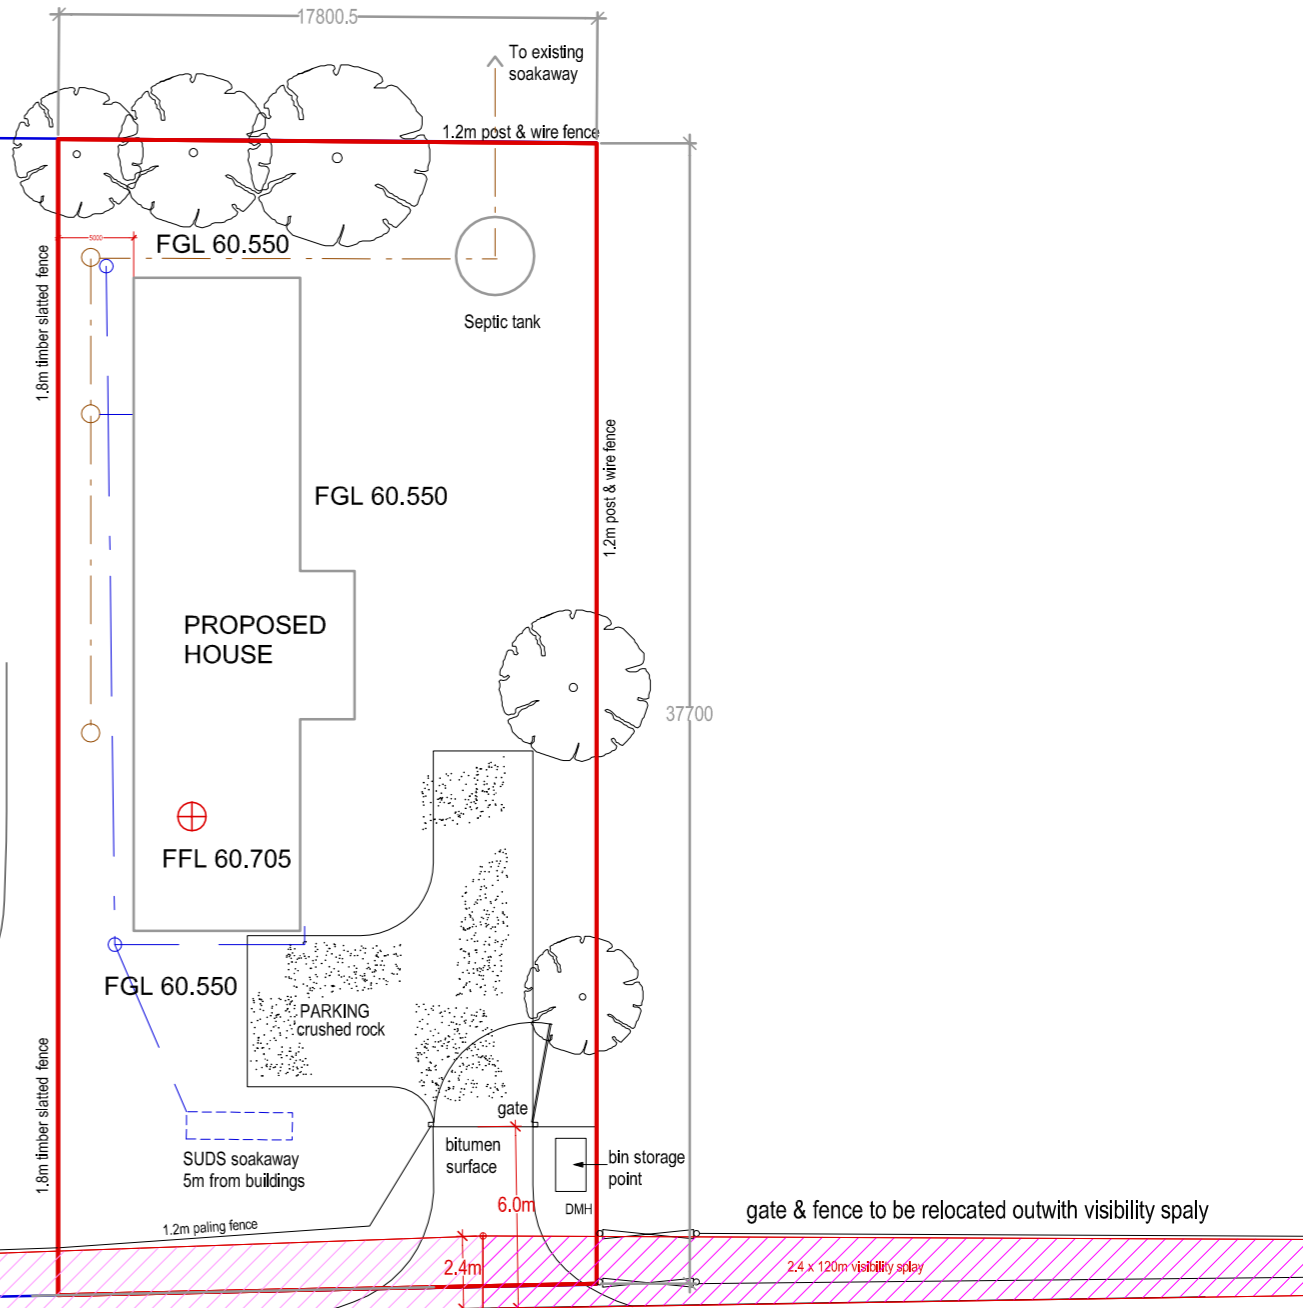 17800.5
To existing
soakaway
1.2m post & wire fence
5000
FGL 60.550
1.8m timber slatted fence
Septic tank
1.2m post & wire fence
FGL 60.550
PROPOSED
HOUSE
37700
FFL 60.705
FGL 60.550
PARKING
crushed rock
1.8m timber slatted fence
gate
bitumen
surface
bin storage
point
SUDS soakaway
5m from buildings
6.0m
DMH
gate & fence to be relocated outwith visibility spaly
1.2m paling fence
2.4m
2.4 x 120m visibility splay